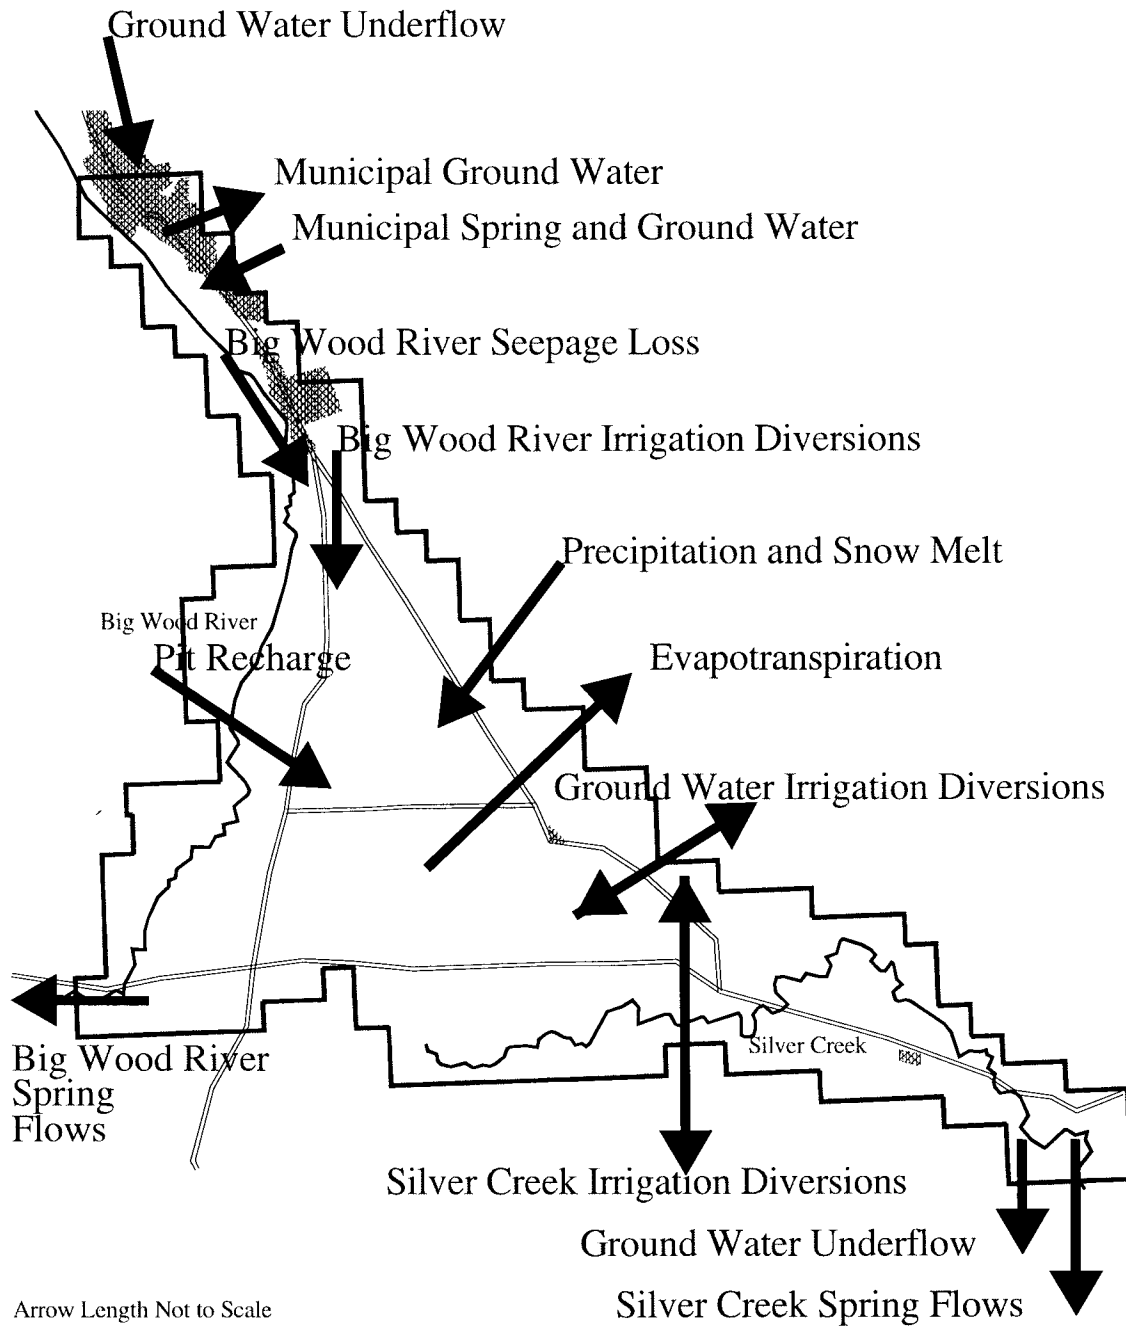 Ground Water Underflow
Municipal Ground Water
Municipal Spring and Ground Water
Big Wood River Seepage Loss
Big Wood River Irrigation Diversions
Precipitation and Snow Melt
Big Wood River
Pit Recharge
Evapotranspiration
Ground Water Irrigation Diversions
Silver Creek
Big Wood River
Spring
Flows
Silver Creek Irrigation Diversions
Ground Water Underflow
Silver Creek Spring Flows
Arrow Length Not to Scale